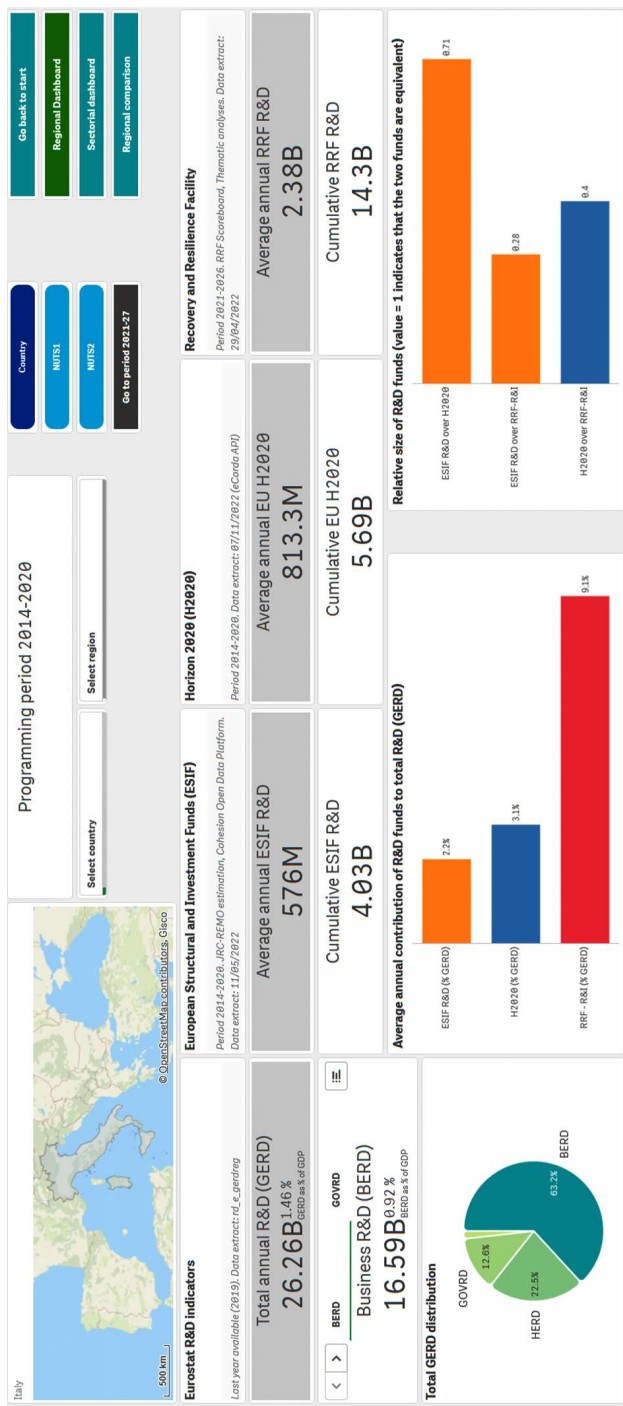 Italy
500 km
© OpenStreetMap contributors, Gisco
Programming period 2014-2020
Select country
Select region
Country
NUTS1
NUTS2
Go to period 2021-27
Go back to start
Regional Dashboard
Sectorial dashboard
Regional comparison
Eurostat R&D indicators
Last year available (2019). Data extract: rd_e_gerdreg
Total annual R&D (GERD)
26.26B 1.46 %
GERD as % of GDP
BERD
GOVRD
Business R&D (BERD)
16.59B 0.92 %
BERD as % of GDP
European Structural and Investment Funds (ESIF)
Period 2014-2020. JRC-REMO estimation, Cohesion Open Data Platform.
Data extract: 11/05/2022
Average annual ESIF R&D
576M
Cumulative ESIF R&D
4.03B
Horizon 2020 (H2020)
Period 2014-2020. Data extract: 07/11/2022 (eCorda API)
Average annual EU H2020
813.3M
Cumulative EU H2020
5.69B
Recovery and Resilience Facility
Period 2021-2026. RRF Scoreboard, Thematic analyses. Data extract:
29/04/2022
Average annual RRF R&D
2.38B
Cumulative RRF R&D
14.3B
Total GERD distribution
GOVRD
12.6%
HERD
22.5%
63.2%
BERD
Average annual contribution of R&D funds to total R&D (GERD)
ESIF R&D (% GERD)
2.2%
H2020 (% GERD)
3.1%
RRF - R&I (% GERD)
9.1%
Relative size of R&D funds (value = 1 indicates that the two funds are equivalent)
ESIF R&D over H2020
0.71
ESIF R&D over RRF-R&I
0.28
H2020 over RRF-R&I
0.4